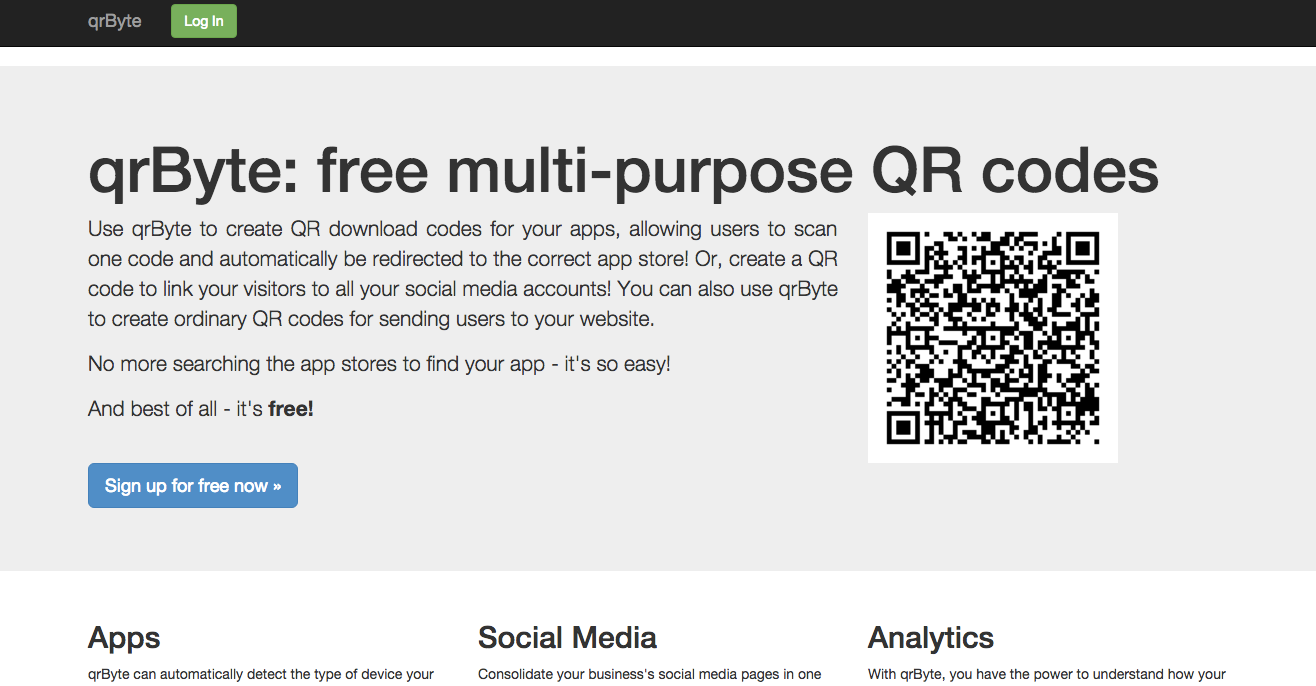 qrByte
Log In
qrByte: free multi-purpose QR codes
Use qrByte to create QR download codes for your apps, allowing users to scan
one code and automatically be redirected to the correct app store! Or, create a QR
code to link your visitors to all your social media accounts! You can also use qrByte
to create ordinary QR codes for sending users to your website.
No more searching the app stores to find your app - it's so easy!
And best of all - it's free!
Sign up for free now »
Apps
qrByte can automatically detect the type of device your
Social Media
Consolidate your business's social media pages in one
Analytics
With qrByte, you have the power to understand how your